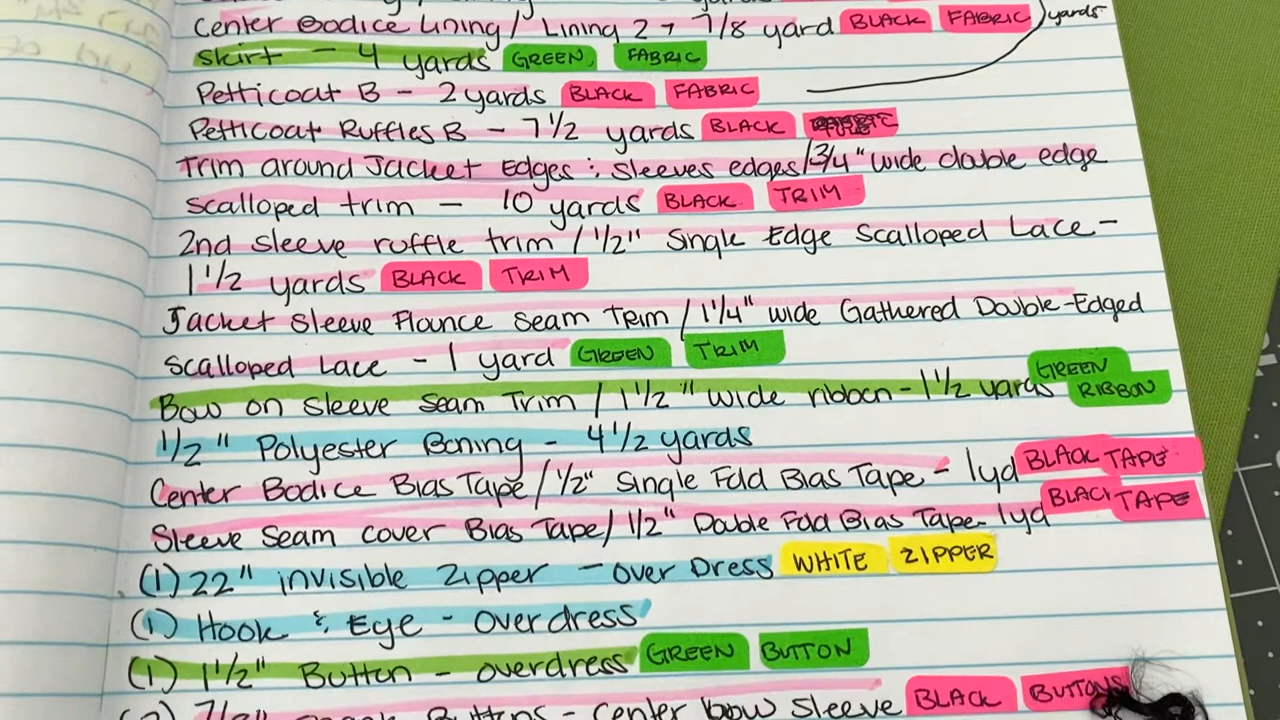 yards
Center Bodice Lining / Lining 2 → 7/8 yard BLACK FABRIC
Skirt - 4 yards GREEN FABRIC
Petticoat B - 2 yards BLACK FABRIC
Petticoat Ruffles B - 7 1/2 yards BLACK
Trim around Jacket Edges & Sleeves edges / 3/4" wide double edge
scalloped trim - 10 yards BLACK TRIM
2nd sleeve ruffle trim / 1/2" Single Edge Scalloped Lace -
1 1/2 yards BLACK TRIM
Jacket Sleeve Flounce Seam Trim / 1 1/4" wide Gathered Double-Edged
Scalloped Lace - 1 yard GREEN TRIM
Bow on Sleeve Seam Trim / 1 1/2" wide ribbon - 1 1/2 yards GREEN RIBBON
1/2" Polyester Boning - 4 1/2 yards
Center Bodice Bias Tape / 1/2" Single Fold Bias Tape - 1yd BLACK TAPE
Sleeve Seam cover Bias Tape / 1/2" Double Fold Bias Tape - 1yd BLACK TAPE
(1) 22" invisible Zipper - over Dress WHITE ZIPPER
(1) Hook & Eye - overdress
(1) 1 1/2" Button - overdress GREEN BUTTON
Buttons - center bow sleeve BLACK BUTTONS